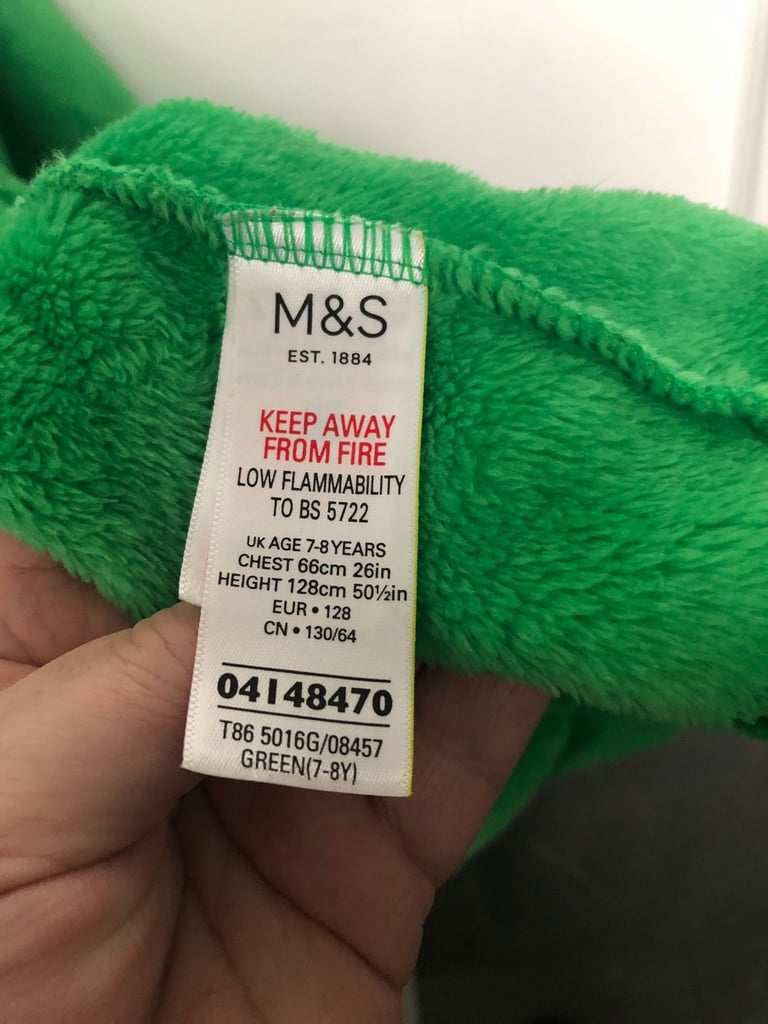 M&S
EST. 1884
KEEP AWAY
FROM FIRE
LOW FLAMMABILITY
TO BS 5722
UK AGE 7-8 YEARS
CHEST 66cm 26in
HEIGHT 128cm 50½in
EUR • 128
CN • 130/64
04148470
T86 5016G/08457
GREEN(7-8Y)